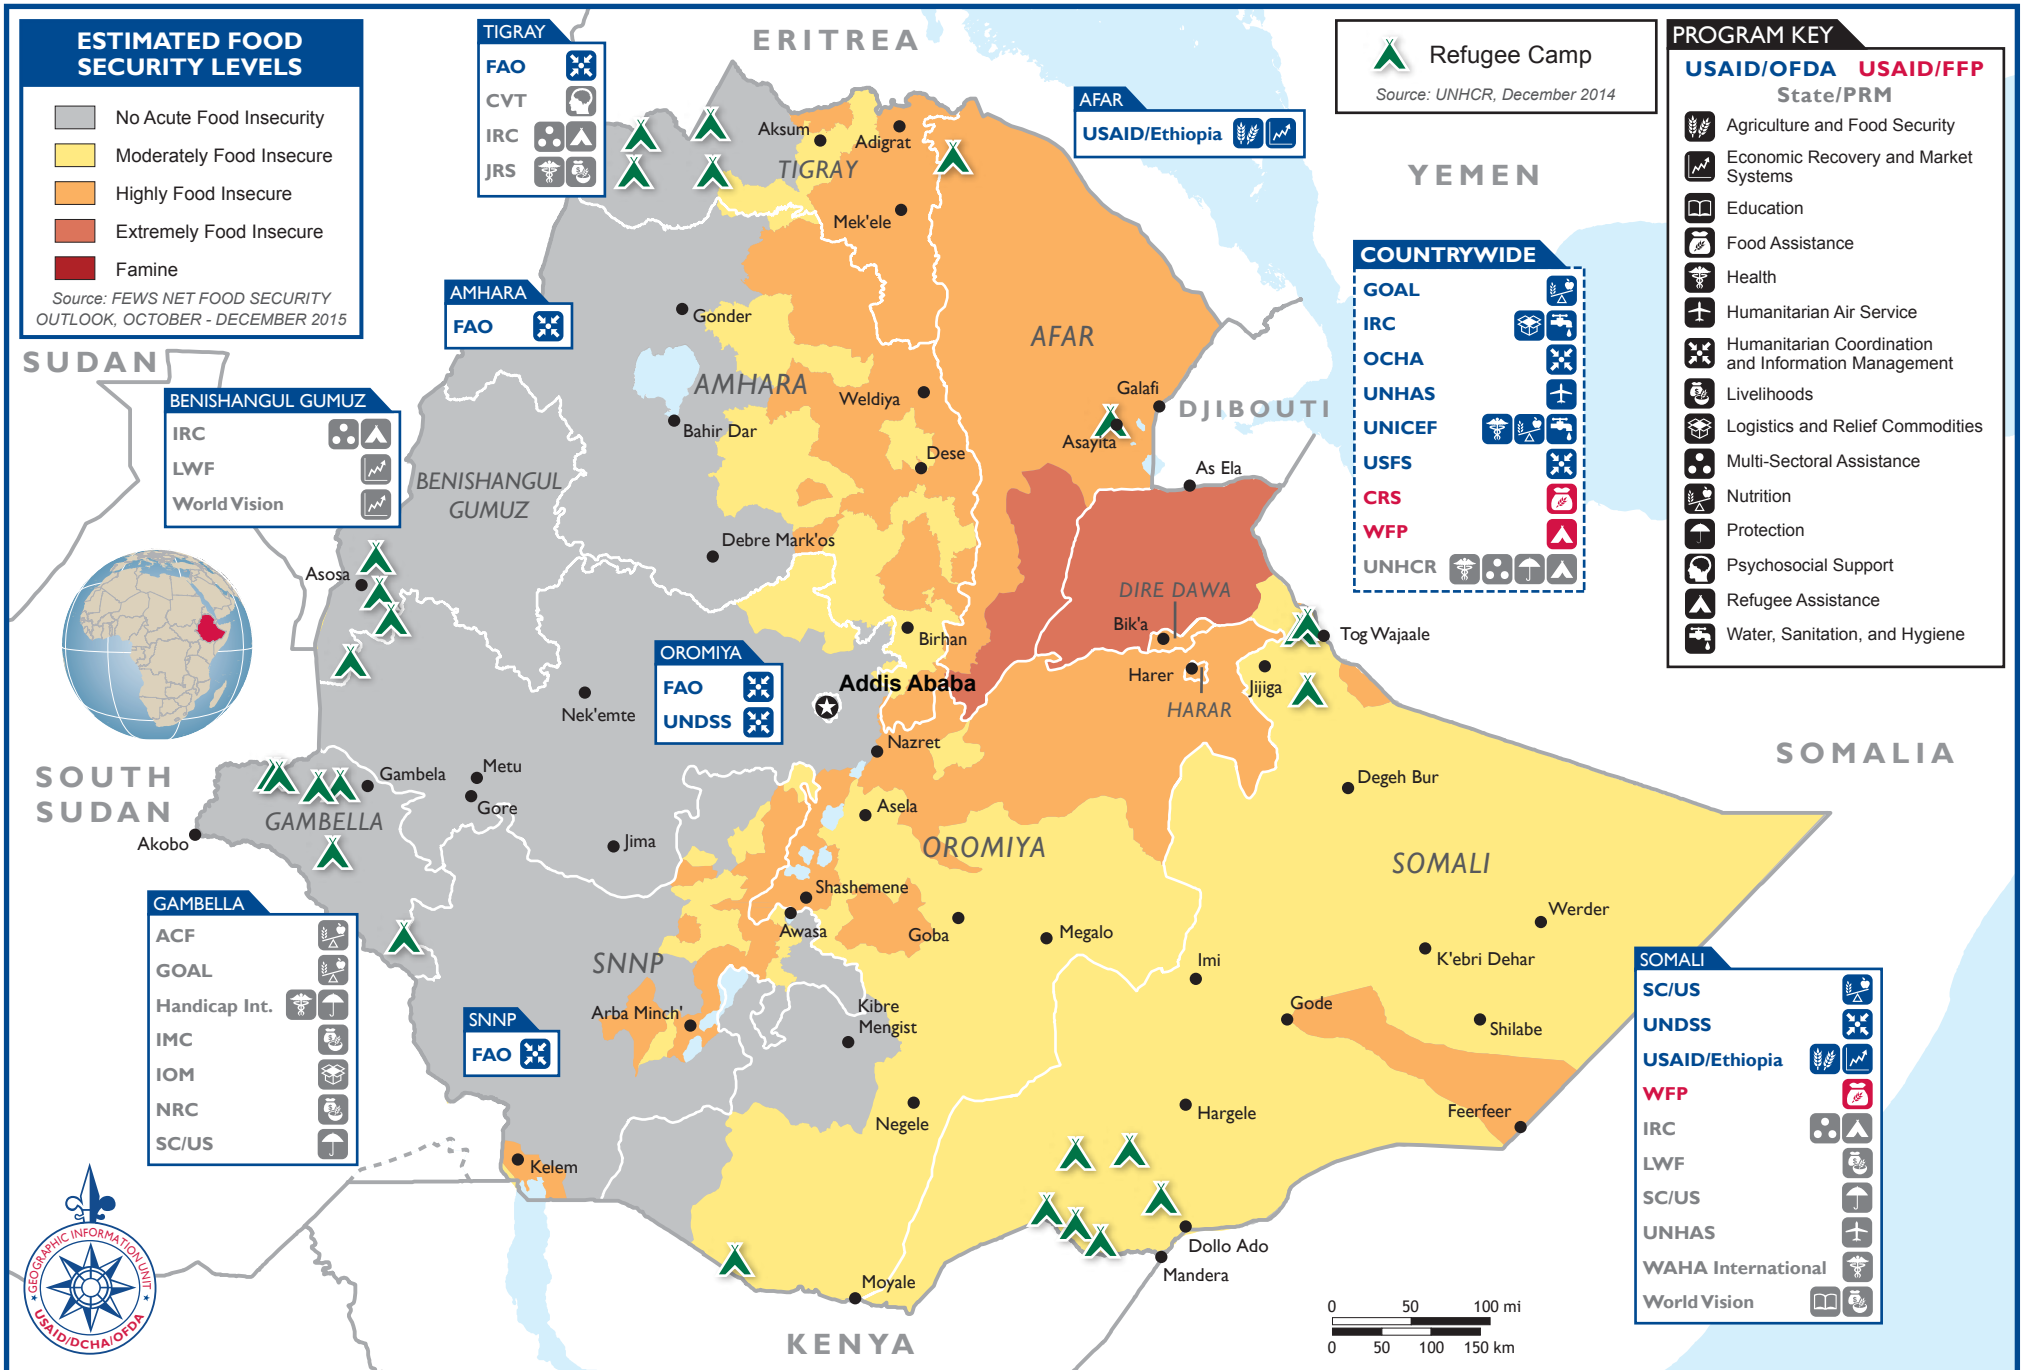 ESTIMATED FOOD
SECURITY LEVELS
No Acute Food Insecurity
Moderately Food Insecure
Highly Food Insecure
Extremely Food Insecure
Famine
Source: FEWS NET FOOD SECURITY
OUTLOOK, OCTOBER - DECEMBER 2015
TIGRAY
FAO
CVT
IRC
JRS
ERITREA
AFAR
USAID/Ethiopia
Refugee Camp
Source: UNHCR, December 2014
PROGRAM KEY
USAID/OFDA USAID/FFP
State/PRM
Agriculture and Food Security
Economic Recovery and Market
Systems
Education
Food Assistance
Health
Humanitarian Air Service
Humanitarian Coordination
and Information Management
Livelihoods
Logistics and Relief Commodities
Multi-Sectoral Assistance
Nutrition
Protection
Psychosocial Support
Refugee Assistance
Water, Sanitation, and Hygiene
YEMEN
COUNTRYWIDE
GOAL
IRC
OCHA
UNHAS
UNICEF
USFS
CRS
WFP
UNHCR
Aksum
Adigrat
TIGRAY
Mek'ele
AMHARA
FAO
Gonder
AFAR
SUDAN
AMHARA
Weldiya
Galafi
DJIBOUTI
Asayita
Bahir Dar
Dese
As Ela
BENISHANGUL GUMUZ
IRC
LWF
World Vision
BENISHANGUL
GUMUZ
Debre Mark'os
Asosa
DIRE DAWA
Bik'a
Birhan
Tog Wajaale
OROMIYA
FAO
UNDSS
Addis Ababa
Harer
Jijiga
HARAR
Nek'emte
Nazret
SOMALIA
SOUTH
SUDAN
Gambela
Metu
Gore
GAMBELLA
Akobo
Jima
Asela
Degeh Bur
OROMIYA
SOMALI
Shashemene
Awasa
Goba
Megalo
Werder
K'ebri Dehar
Imi
SNNP
Gode
Shilabe
Arba Minch'
Kibre
Mengist
GAMBELLA
ACF
GOAL
Handicap Int.
IMC
IOM
NRC
SC/US
SNNP
FAO
Negele
Hargele
Feerfeer
Kelem
SOMALI
SC/US
UNDSS
USAID/Ethiopia
WFP
IRC
LWF
SC/US
UNHAS
WAHA International
World Vision
Dollo Ado
Mandera
Moyale
KENYA
0 50 100 mi
0 50 100 150 km
GEOGRAPHIC INFORMATION UNIT
USAID/DCHA/OFDA